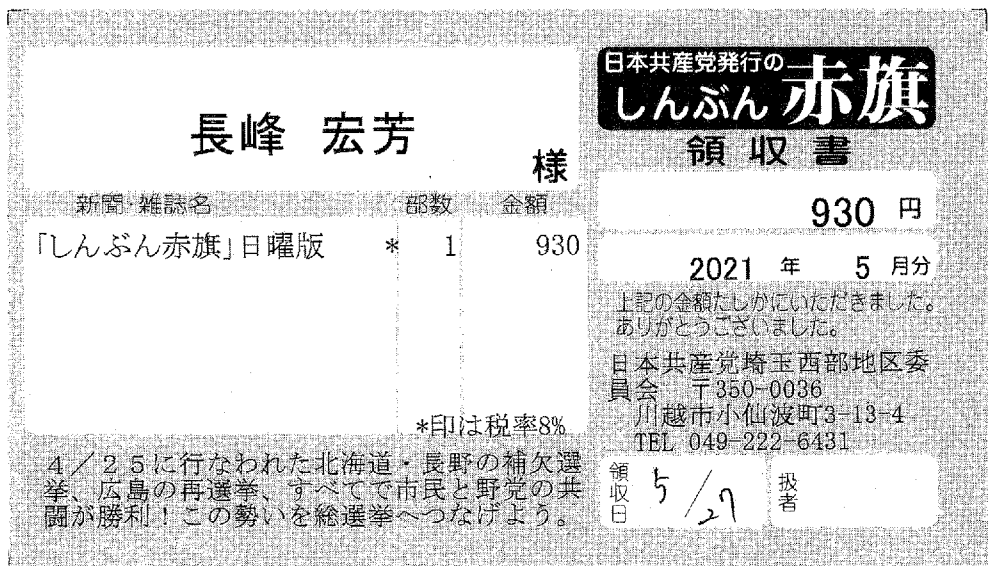 長峰 宏芳
様
新聞・雑誌名 部数 金額
「しんぶん赤旗」日曜版 * 1 930
*印は税率8%
4/25に行なわれた北海道・長野の補欠選
挙、広島の再選挙、すべてで市民と野党の共
闘が勝利!この勢いを総選挙へつなげよう。
日本共産党発行の
しんぶん赤旗
領収書
930 円
2021 年 5 月分
上記の金額たしかにいただきました。
ありがとうございました。
日本共産党埼玉西部地区委
員会 〒350-0036
川越市小仙波町3-13-4
TEL 049-222-6431
領収日 5/27
扱者